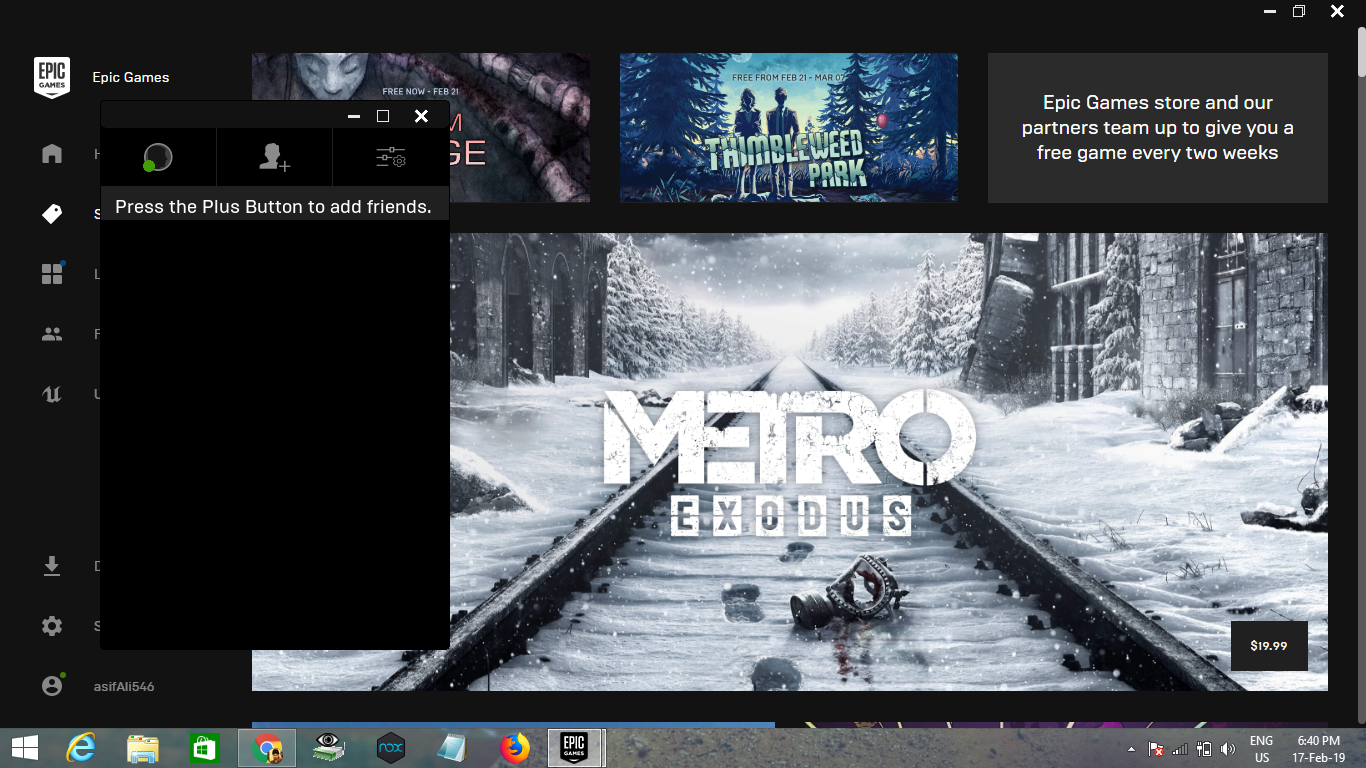 EPIC
GAMES
Epic Games
FREE NOW - FEB 21
FREE FROM FEB 21 - MAR 07
THIMBLEWEED
PARK
Epic Games store and our
partners team up to give you a
free game every two weeks
Press the Plus Button to add friends.
METRO
EXODUS
$19.99
asifAli546
nox
EPIC
GAMES
ENG
US
6:40 PM
17-Feb-19